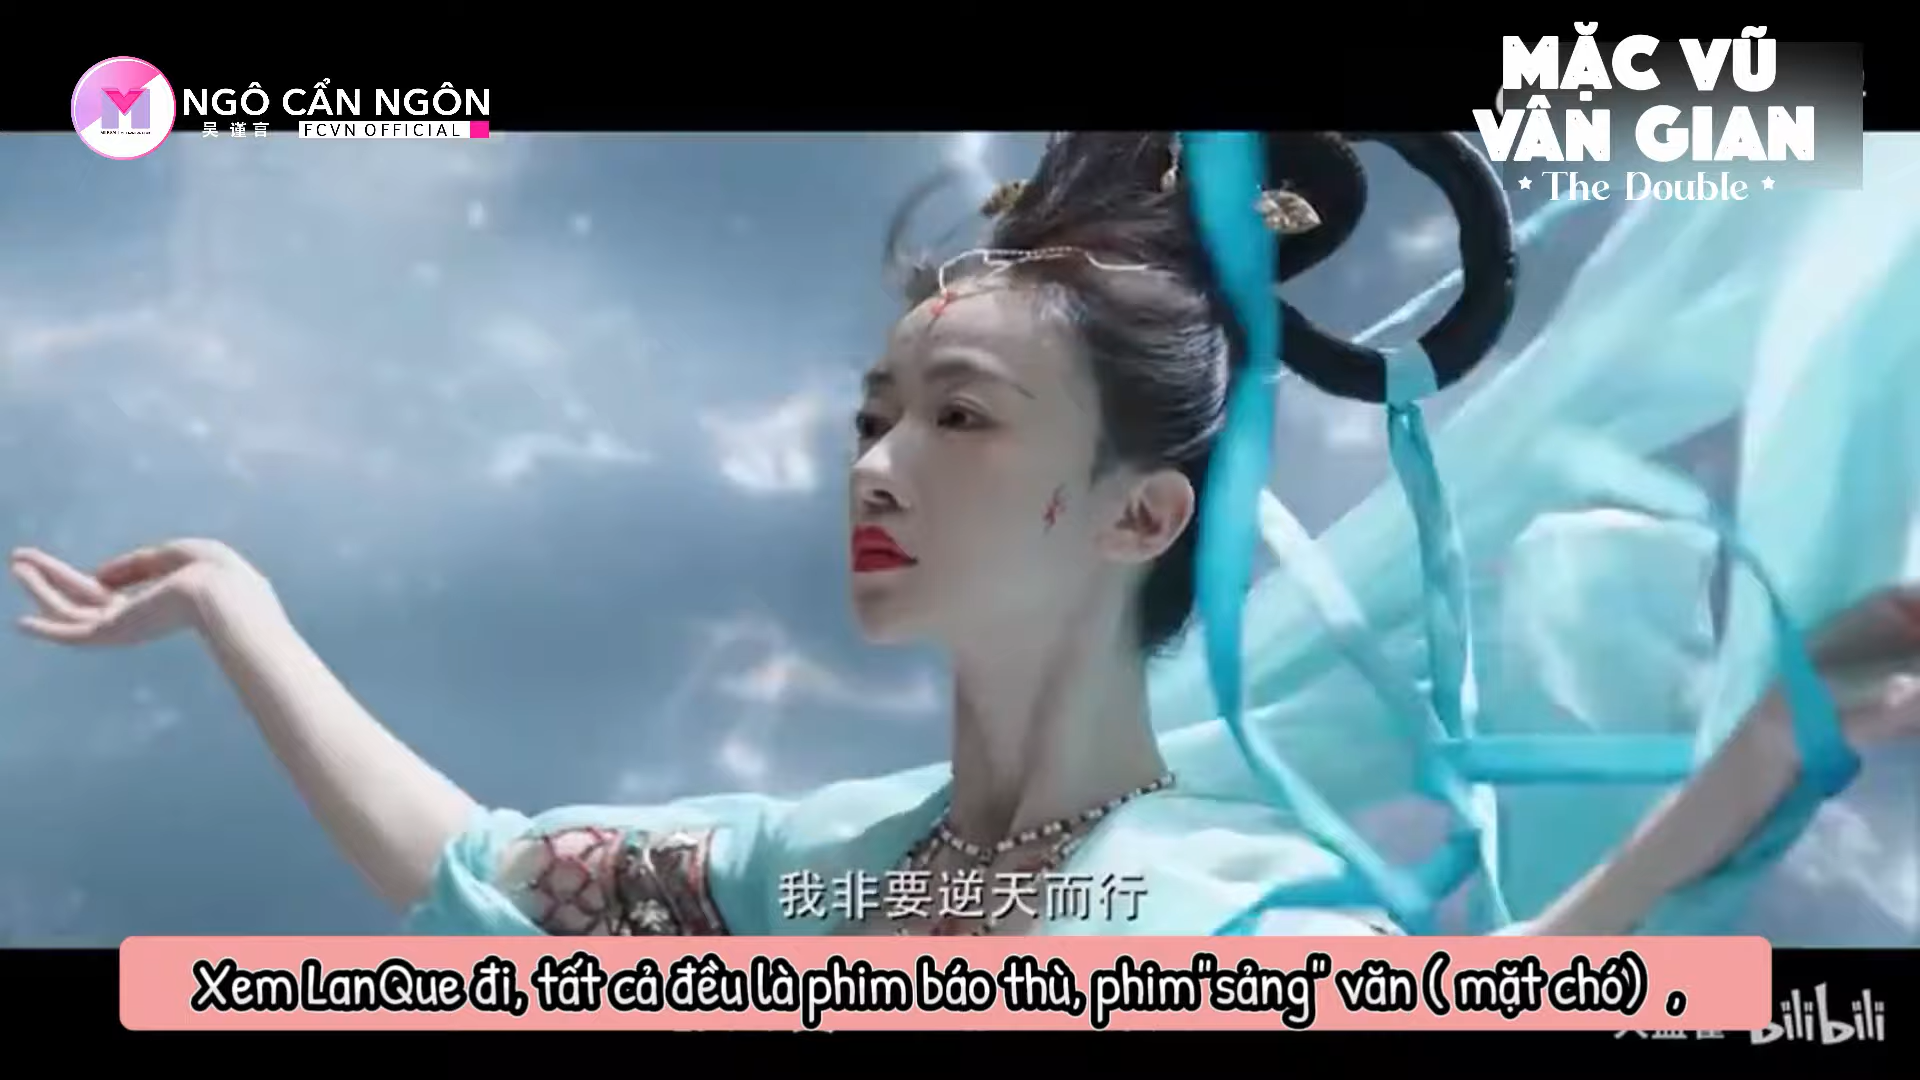 NGÔ CẨN NGÔN
吴谨言 FCVN OFFICIAL
MẶC VŨ
VÂN GIAN
The Double
我非要逆天而行
Xem LanQue đi, tất cả đều là phim báo thù, phim"sảng" văn ( mặt chó) ,
bilibili